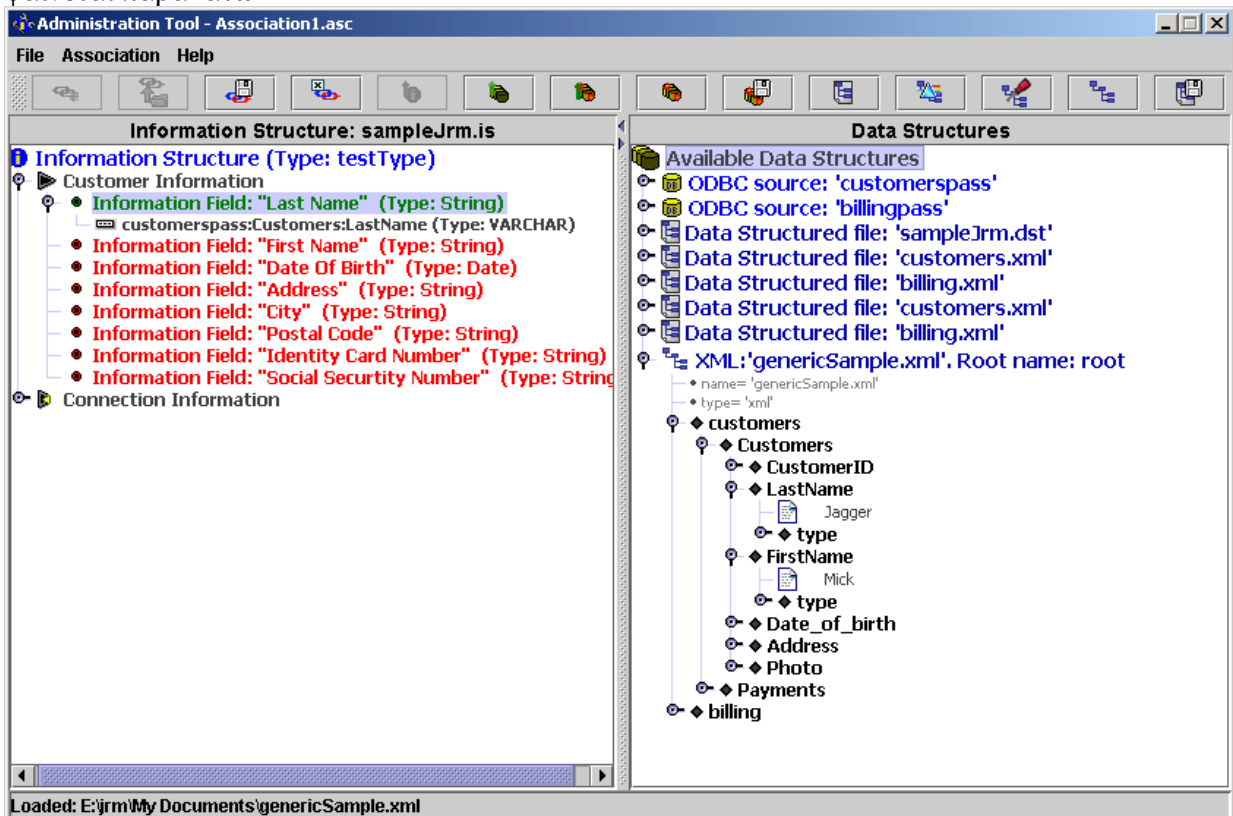 Administration Tool - Association1.asc
File Association Help
Information Structure: sampleJrm.is
Information Structure (Type: testType)
Customer Information
Information Field: "Last Name" (Type: String)
customerspass:Customers:LastName (Type: VARCHAR)
Information Field: "First Name" (Type: String)
Information Field: "Date Of Birth" (Type: Date)
Information Field: "Address" (Type: String)
Information Field: "City" (Type: String)
Information Field: "Postal Code" (Type: String)
Information Field: "Identity Card Number" (Type: String)
Information Field: "Social Securtity Number" (Type: String
Connection Information
Data Structures
Available Data Structures
ODBC source: 'customerspass'
ODBC source: 'billingpass'
Data Structured file: 'sampleJrm.dst'
Data Structured file: 'customers.xml'
Data Structured file: 'billing.xml'
Data Structured file: 'customers.xml'
Data Structured file: 'billing.xml'
XML:'genericSample.xml'. Root name: root
name= 'genericSample.xml'
type= 'xml'
customers
Customers
CustomerID
LastName
Jagger
type
FirstName
Mick
type
Date_of_birth
Address
Photo
Payments
billing
Loaded: E:\jrm\My Documents\genericSample.xml